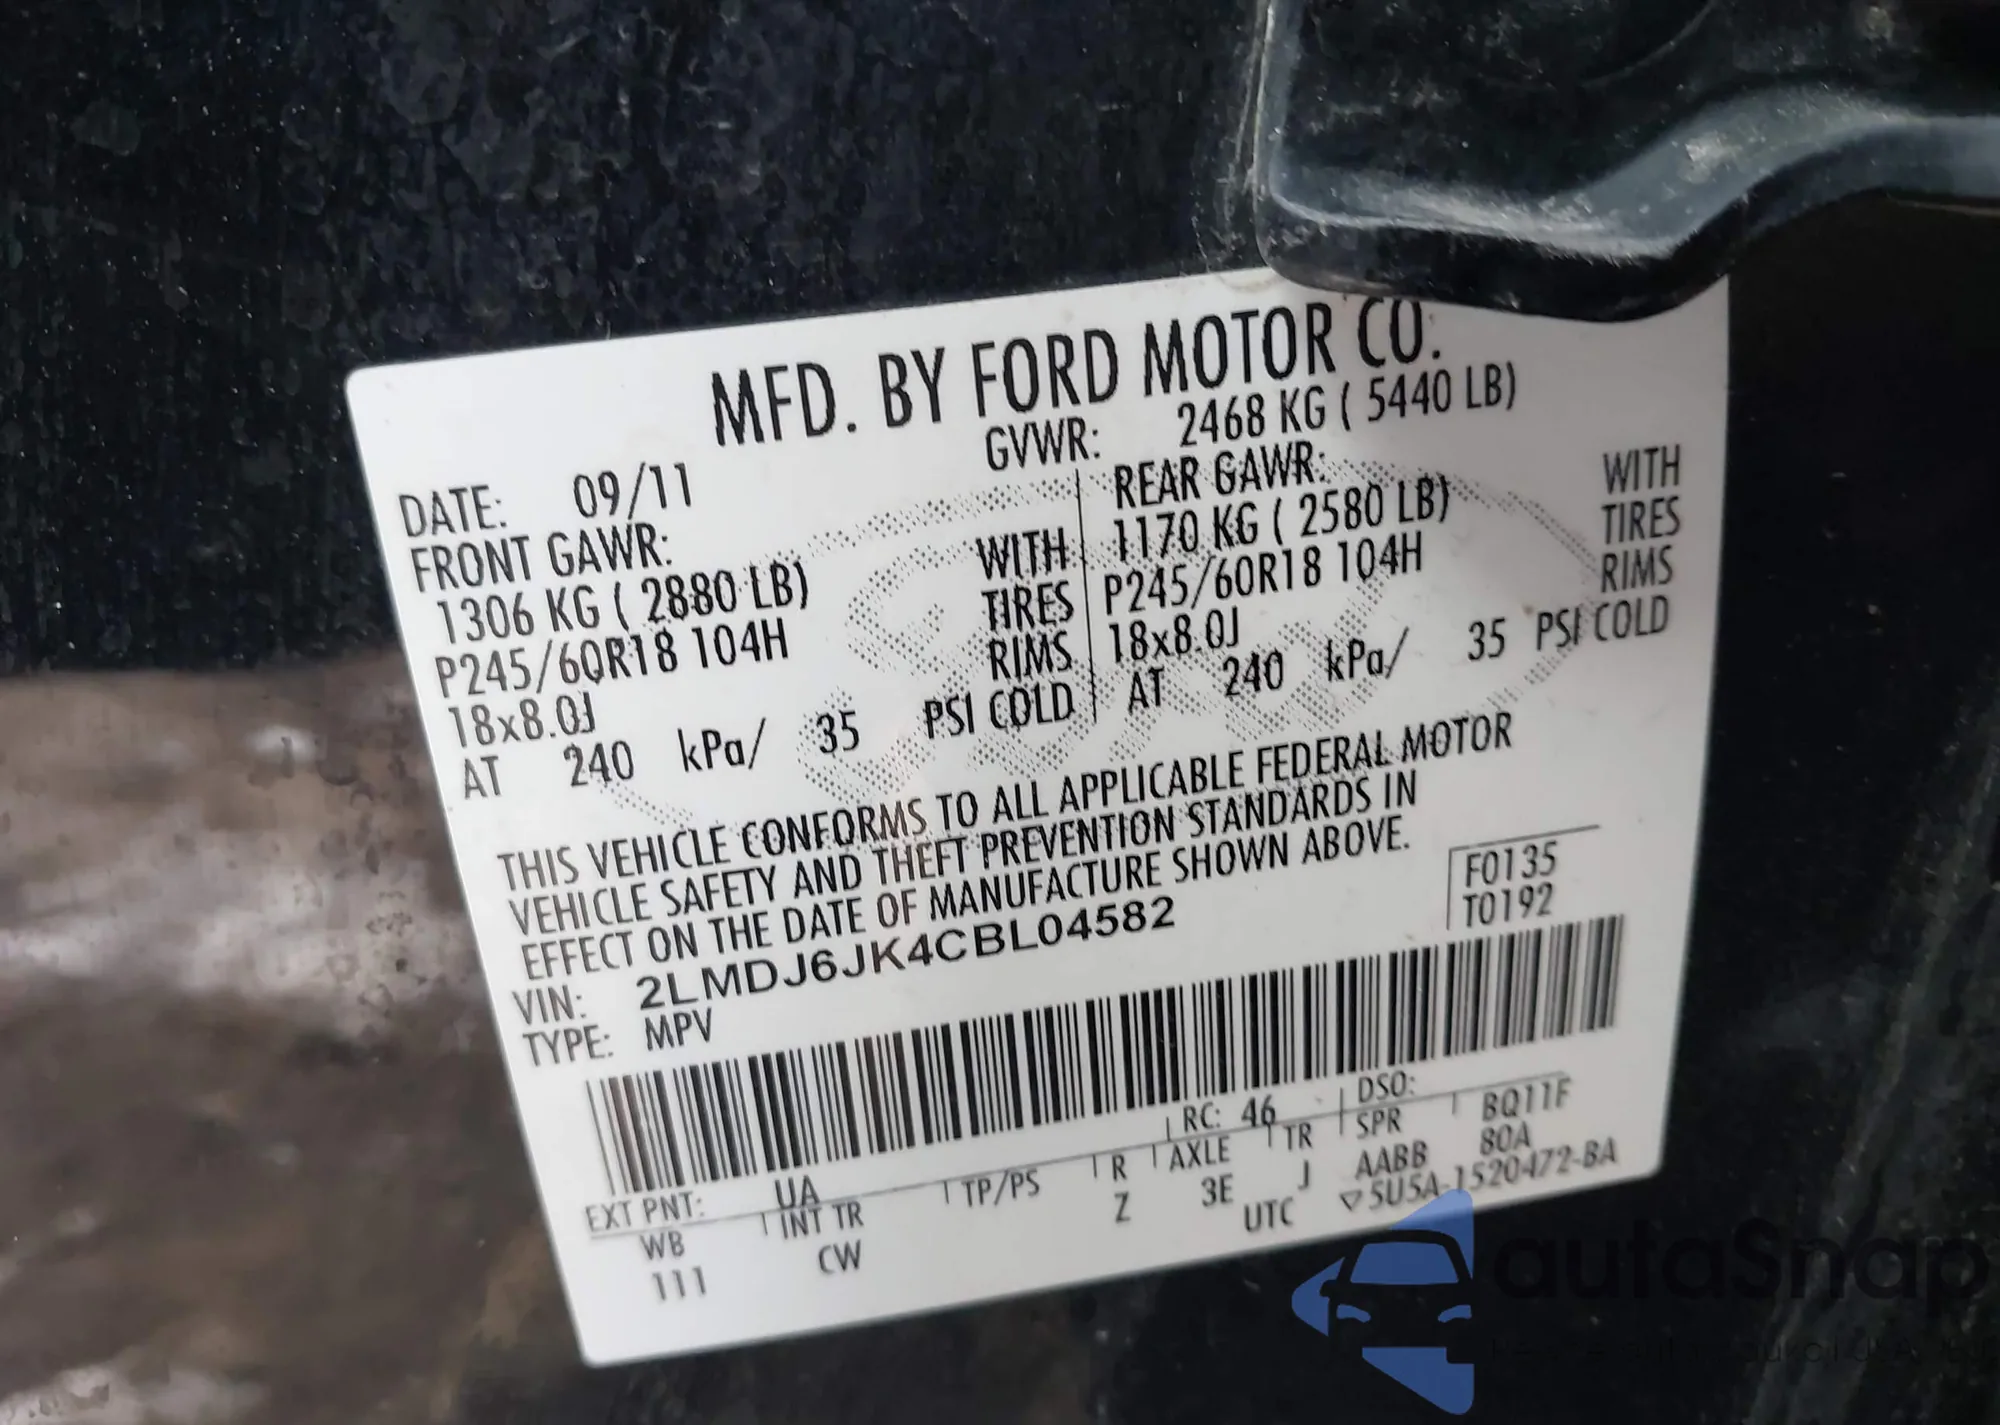 MFD. BY FORD MOTOR CO.
DATE: 09/11 GVWR: 2468 KG ( 5440 LB)
FRONT GAWR: REAR GAWR:
1306 KG ( 2880 LB) WITH 1170 KG ( 2580 LB) WITH
P245/60R18 104H TIRES P245/60R18 104H TIRES
18x8.0J RIMS 18x8.0J RIMS
AT 240 kPa/ 35 PSI COLD AT 240 kPa/ 35 PSI COLD
THIS VEHICLE CONFORMS TO ALL APPLICABLE FEDERAL MOTOR
VEHICLE SAFETY AND THEFT PREVENTION STANDARDS IN
EFFECT ON THE DATE OF MANUFACTURE SHOWN ABOVE.
F0135
T0192
VIN: 2LMDJ6JK4CBL04582
TYPE: MPV
EXT PNT: UA RC: 46 DSO:
WB INT TR TP/PS R AXLE TR SPR BQ11F
111 CW Z 3E J AABB 80A
UTC ▽5U5A-1520472-BA
autaSnap